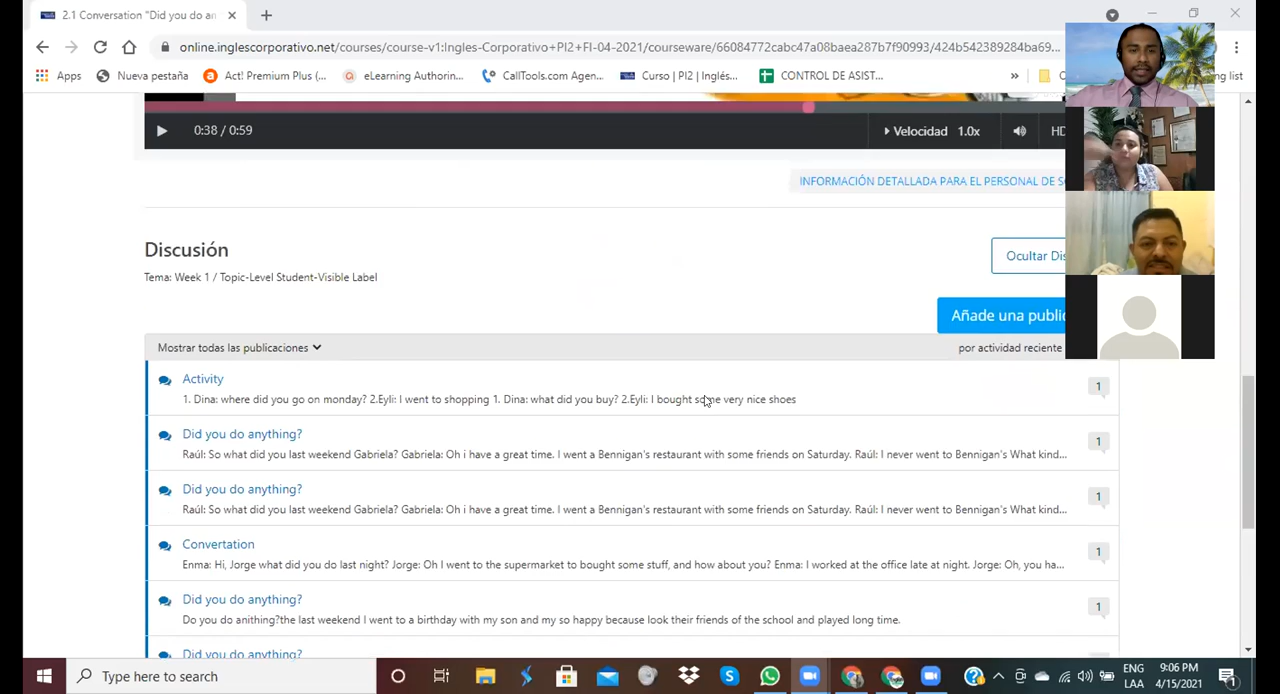 2.1 Conversation "Did you do an
online.inglescorporativo.net/courses/course-v1:Ingles-Corporativo+PI2+FI-04-2021/courseware/66084772cabc47a08baea287b7f90993/424b542389284ba69...
Apps Nueva pestaña Act! Premium Plus (... eLearning Authorin... CallTools.com Agen... Curso | PI2 | Inglés... CONTROL DE ASIST... » ng list
0:38 / 0:59 Velocidad 1.0x HD
INFORMACIÓN DETALLADA PARA EL PERSONAL DE
Discusión
Ocultar Dis
Tema: Week 1 / Topic-Level Student-Visible Label
Añade una public
Mostrar todas las publicaciones por actividad reciente
Activity 1
1. Dina: where did you go on monday? 2.Eyli: I went to shopping 1. Dina: what did you buy? 2.Eyli: I bought some very nice shoes
Did you do anything? 1
Raúl: So what did you last weekend Gabriela? Gabriela: Oh i have a great time. I went a Bennigan's restaurant with some friends on Saturday. Raúl: I never went to Bennigan's What kind...
Did you do anything? 1
Raúl: So what did you last weekend Gabriela? Gabriela: Oh i have a great time. I went a Bennigan's restaurant with some friends on Saturday. Raúl: I never went to Bennigan's What kind...
Convertation 1
Enma: Hi, Jorge what did you do last night? Jorge: Oh I went to the supermarket to bought some stuff, and how about you? Enma: I worked at the office late at night. Jorge: Oh, you ha...
Did you do anything? 1
Do you do anithing?the last weekend I went to a birthday with my son and my so happy because look their friends of the school and played long time.
Did you do anything?
Type here to search
ENG 9:06 PM
LAA 4/15/2021 1